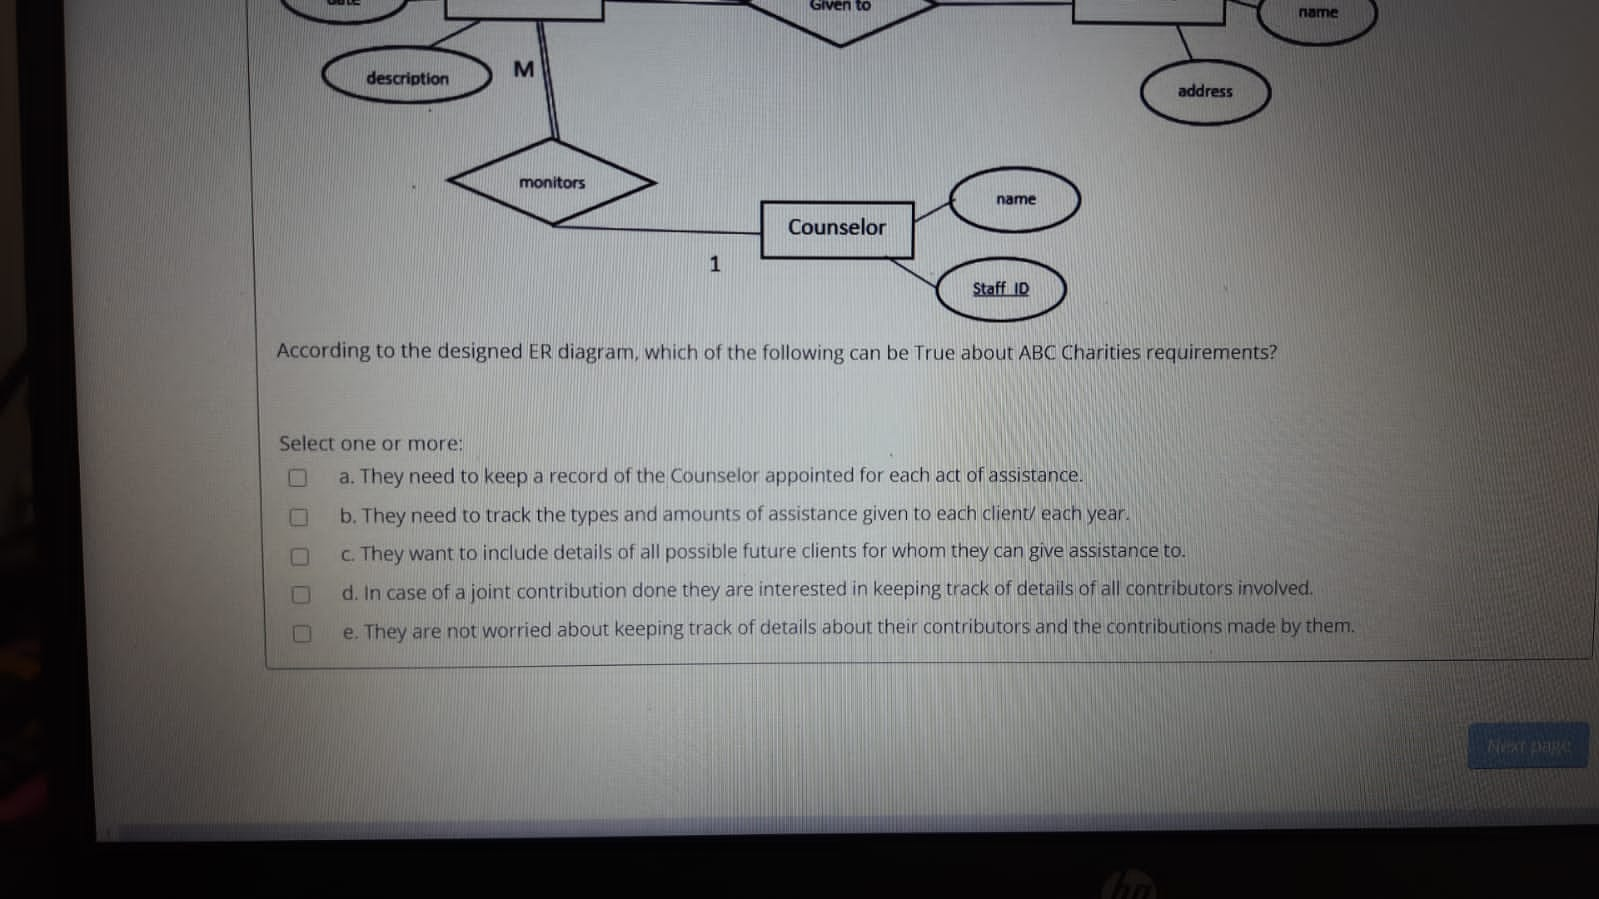 Given to
name
description
M
address
monitors
name
Counselor
1
Staff_ID
According to the designed ER diagram, which of the following can be True about ABC Charities requirements?
Select one or more:
a. They need to keep a record of the Counselor appointed for each act of assistance.
b. They need to track the types and amounts of assistance given to each client/ each year.
c. They want to include details of all possible future clients for whom they can give assistance to.
d. In case of a joint contribution done they are interested in keeping track of details of all contributors involved.
e. They are not worried about keeping track of details about their contributors and the contributions made by them.
Next page
hp